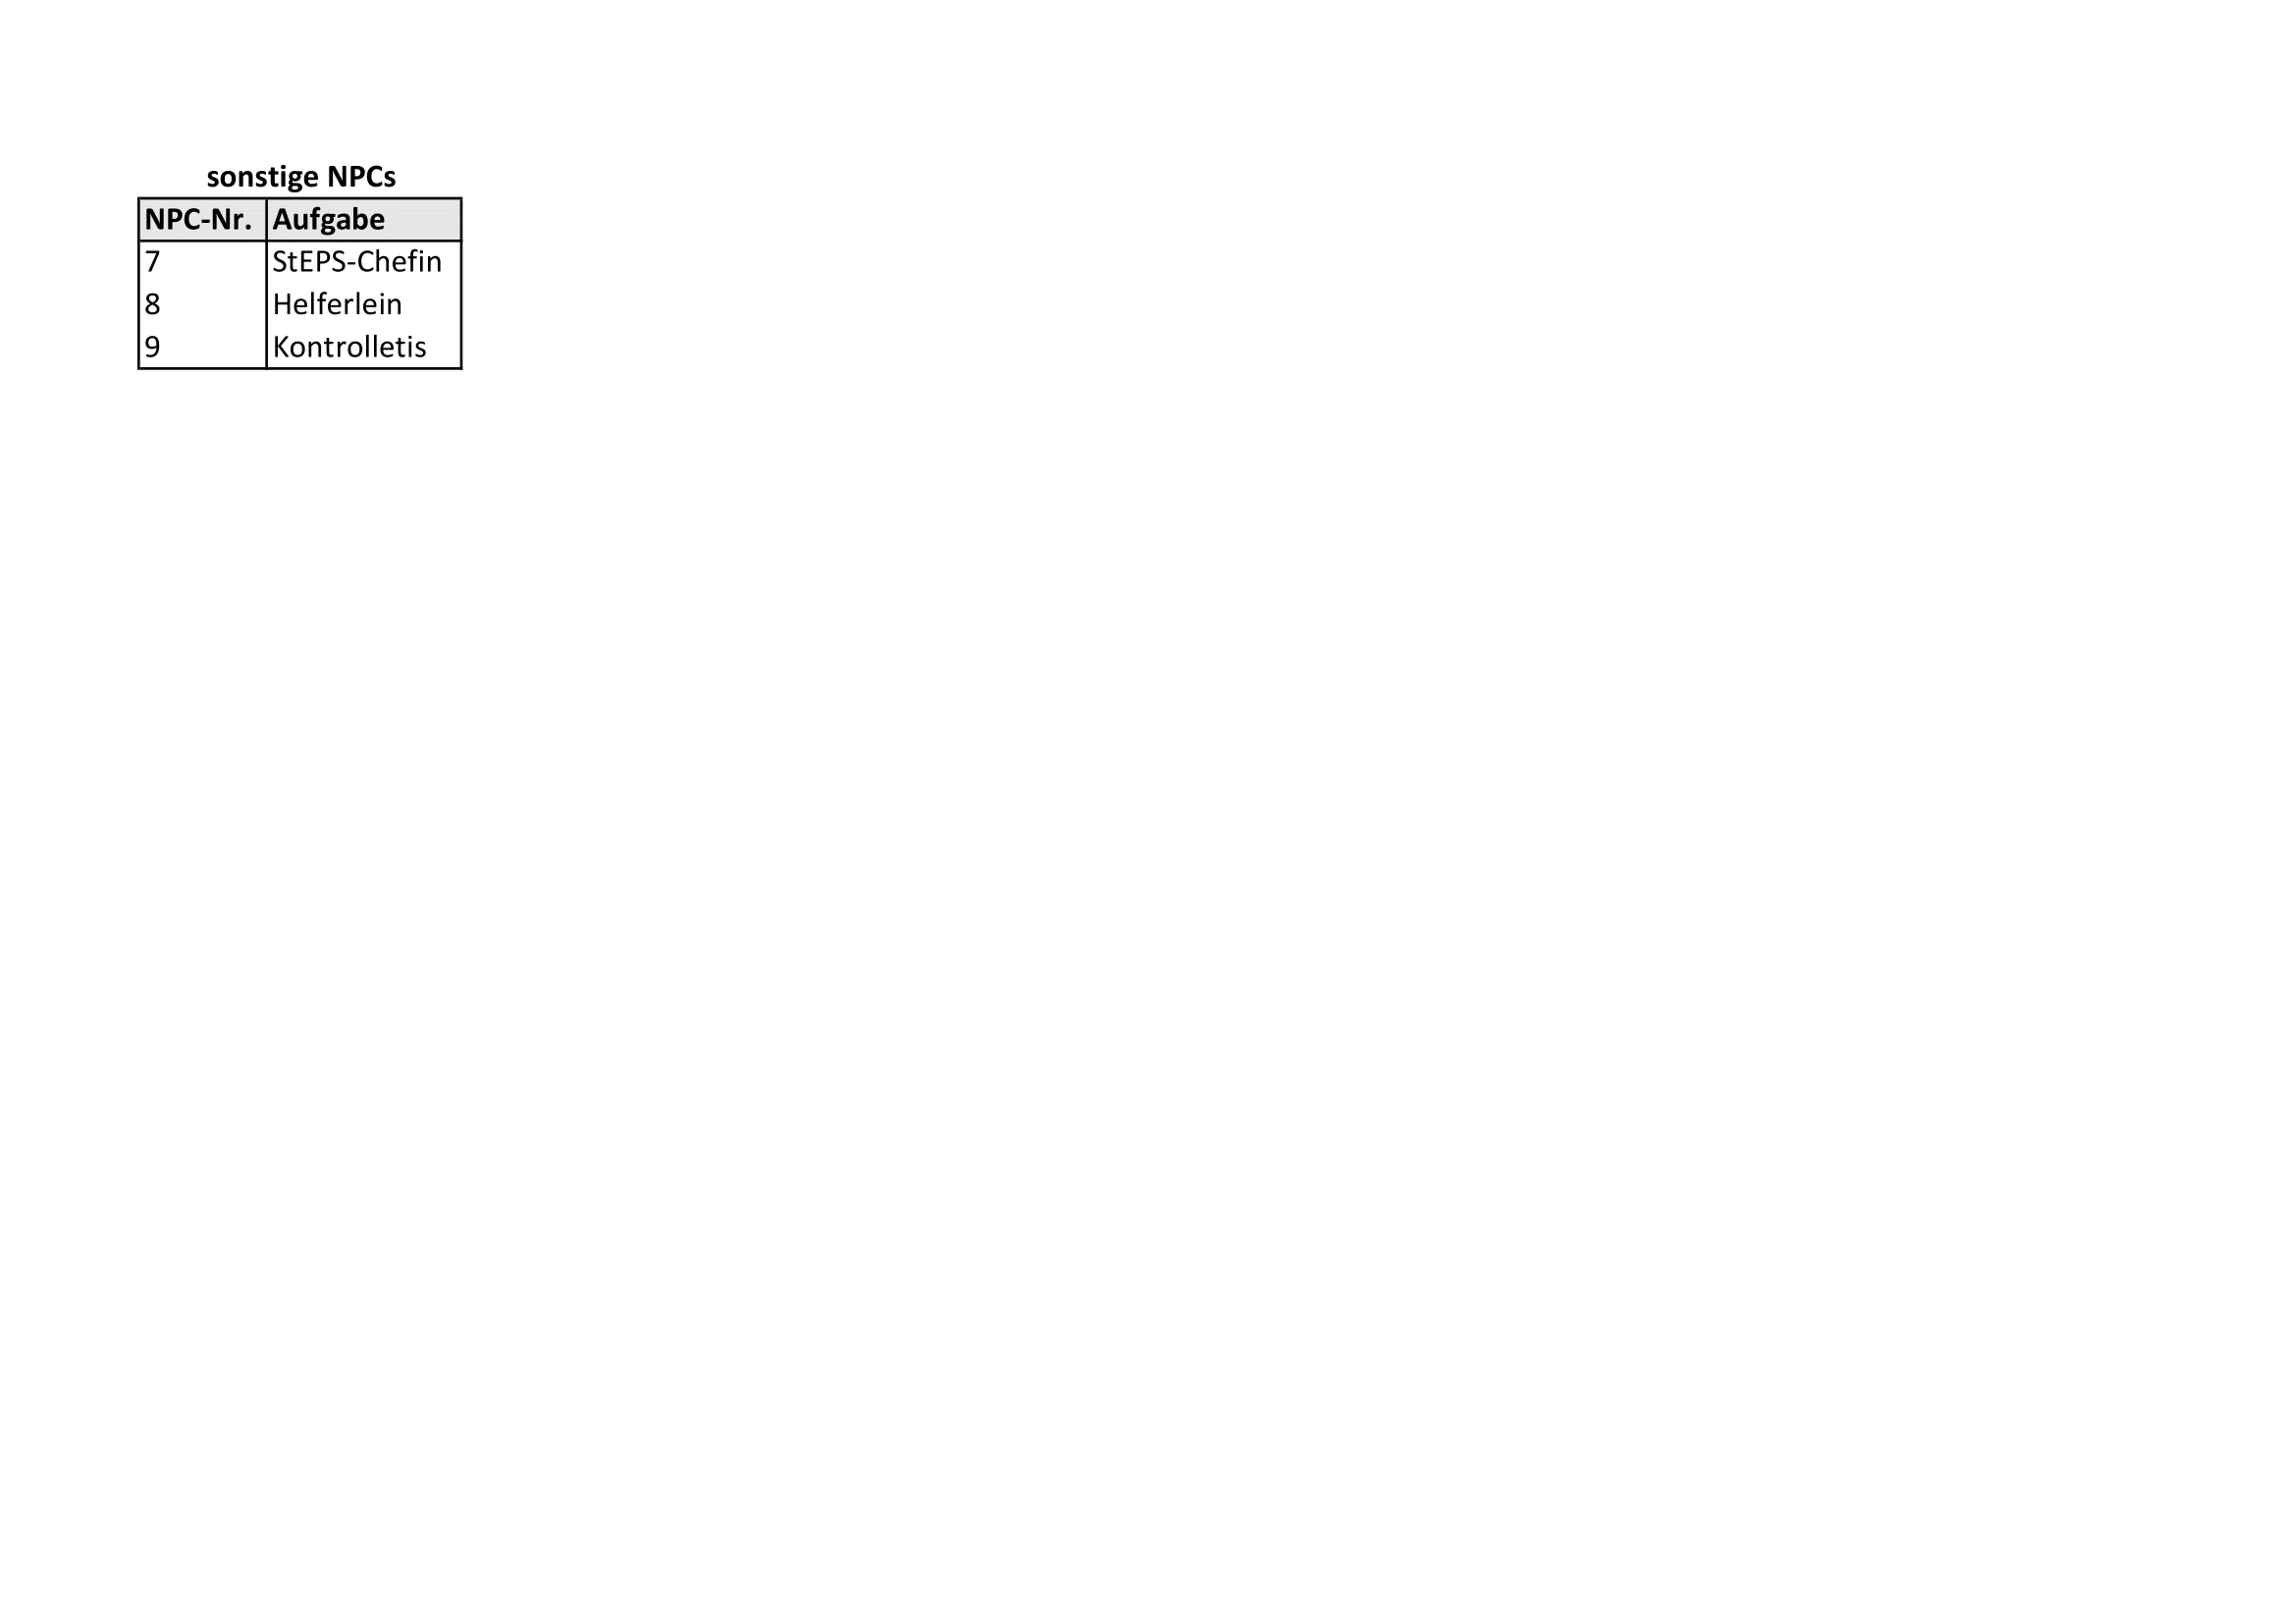 sonstige NPCs
NPC-Nr. Aufgabe
7 StEPS-Chefin
8 Helferlein
9 Kontrolletis